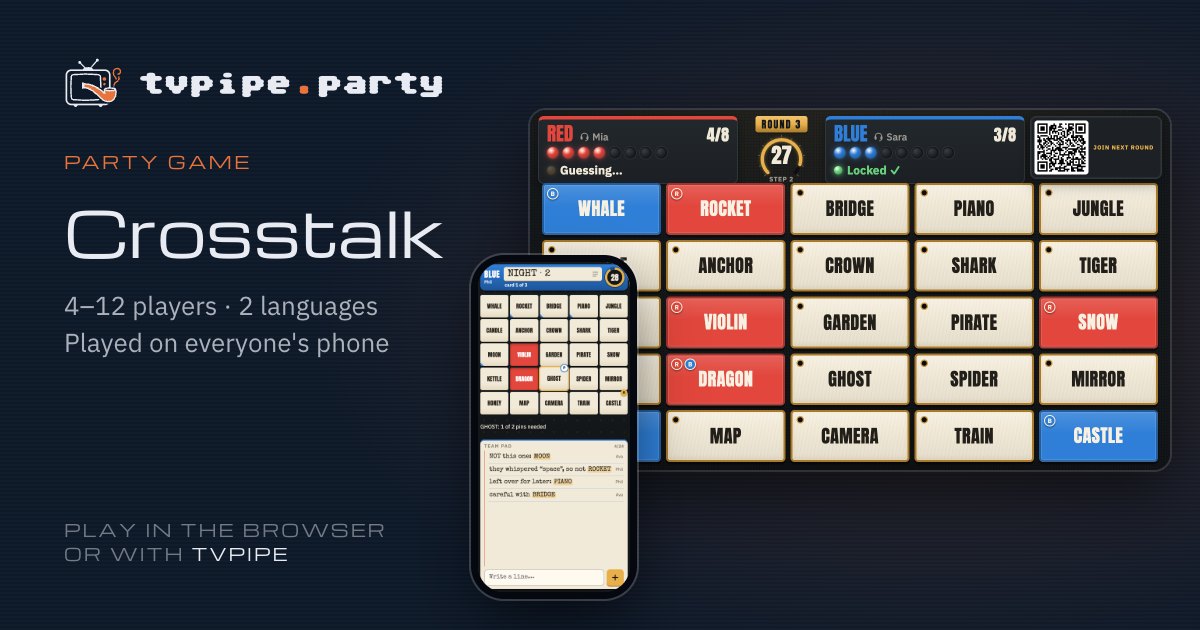 tvpipe.party
PARTY GAME
Crosstalk
4–12 players · 2 languages
Played on everyone's phone
PLAY IN THE BROWSER
OR WITH TVPIPE
RED Mia 4/8
Guessing...
ROUND 3
27
STEP 2
BLUE Sara 3/8
Locked ✓
JOIN NEXT ROUND
B WHALE
R ROCKET
BRIDGE
PIANO
JUNGLE
ANCHOR
CROWN
SHARK
TIGER
R VIOLIN
GARDEN
PIRATE
R SNOW
R B DRAGON
GHOST
SPIDER
MIRROR
MAP
CAMERA
TRAIN
B CASTLE
BLUE
Phil
NIGHT · 2
card 1 of 3
28
WHALE ROCKET BRIDGE PIANO JUNGLE
CANDLE ANCHOR CROWN SHARK TIGER
MOON VIOLIN GARDEN PIRATE SNOW
KETTLE DRAGON GHOST SPIDER MIRROR
HONEY MAP CAMERA TRAIN CASTLE
GHOST: 1 of 2 pins needed
TEAM PAD
NOT this one: MOON
they whispered "space", so not ROCKET
left over for later: PIANO
careful with BRIDGE
Write a line...
+